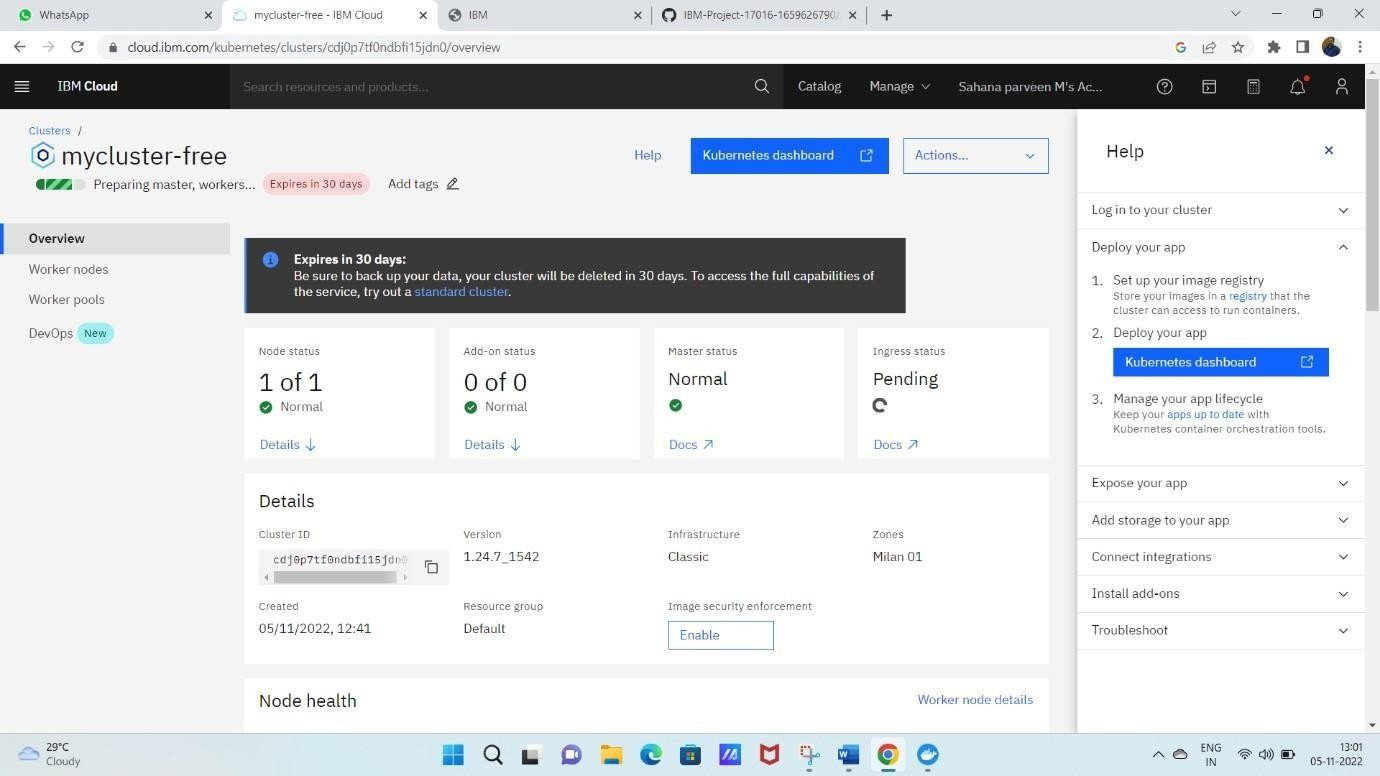 WhatsApp
mycluster-free - IBM Cloud
IBM
IBM-Project-17016-1659626790/
cloud.ibm.com/kubernetes/clusters/cdj0p7tf0ndbfi15jdn0/overview
IBM Cloud
Search resources and products...
Catalog
Manage
Sahana parveen M's Ac...
Clusters /
mycluster-free
Help
Kubernetes dashboard
Actions...
Preparing master, workers...
Expires in 30 days
Add tags
Overview
Worker nodes
Worker pools
DevOps New
Expires in 30 days:
Be sure to back up your data, your cluster will be deleted in 30 days. To access the full capabilities of
the service, try out a standard cluster.
Node status
1 of 1
Normal
Details
Add-on status
0 of 0
Normal
Details
Master status
Normal
Docs
Ingress status
Pending
Docs
Details
Cluster ID
cdj0p7tf0ndbfi15jdn0
Version
1.24.7_1542
Infrastructure
Classic
Zones
Milan 01
Created
05/11/2022, 12:41
Resource group
Default
Image security enforcement
Enable
Node health
Worker node details
Help
Log in to your cluster
Deploy your app
1. Set up your image registry
Store your images in a registry that the
cluster can access to run containers.
2. Deploy your app
Kubernetes dashboard
3. Manage your app lifecycle
Keep your apps up to date with
Kubernetes container orchestration tools.
Expose your app
Add storage to your app
Connect integrations
Install add-ons
Troubleshoot
29°C
Cloudy
ENG
IN
13:01
05-11-2022